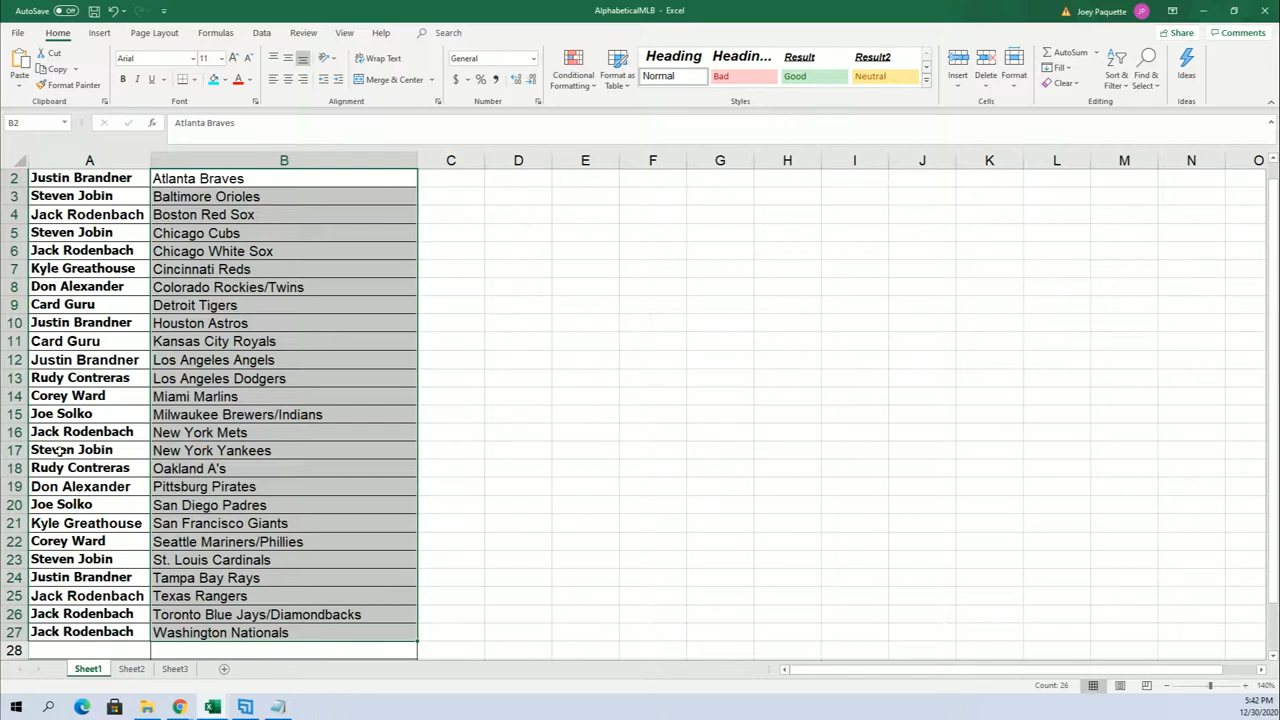 AutoSave Off AlphabeticalMLB - Excel Joey Paquette JP
File Home Insert Page Layout Formulas Data Review View Help Search Share Comments
Paste Cut Copy Format Painter Clipboard
Arial 11 B I U A A A Font
Wrap Text Merge & Center Alignment
General $ % 9 Number
Conditional Formatting Format as Table
Heading Headin... Result Result2
Normal Bad Good Neutral
Styles
Insert Delete Format Cells
AutoSum Fill Clear Sort & Filter Find & Select Editing
Ideas Ideas
B2 fx Atlanta Braves
A B C D E F G H I J K L M N O
2 Justin Brandner Atlanta Braves
3 Steven Jobin Baltimore Orioles
4 Jack Rodenbach Boston Red Sox
5 Steven Jobin Chicago Cubs
6 Jack Rodenbach Chicago White Sox
7 Kyle Greathouse Cincinnati Reds
8 Don Alexander Colorado Rockies/Twins
9 Card Guru Detroit Tigers
10 Justin Brandner Houston Astros
11 Card Guru Kansas City Royals
12 Justin Brandner Los Angeles Angels
13 Rudy Contreras Los Angeles Dodgers
14 Corey Ward Miami Marlins
15 Joe Solko Milwaukee Brewers/Indians
16 Jack Rodenbach New York Mets
17 Steven Jobin New York Yankees
18 Rudy Contreras Oakland A's
19 Don Alexander Pittsburg Pirates
20 Joe Solko San Diego Padres
21 Kyle Greathouse San Francisco Giants
22 Corey Ward Seattle Mariners/Phillies
23 Steven Jobin St. Louis Cardinals
24 Justin Brandner Tampa Bay Rays
25 Jack Rodenbach Texas Rangers
26 Jack Rodenbach Toronto Blue Jays/Diamondbacks
27 Jack Rodenbach Washington Nationals
28
Sheet1 Sheet2 Sheet3
Count: 26 140%
5:42 PM
12/30/2020